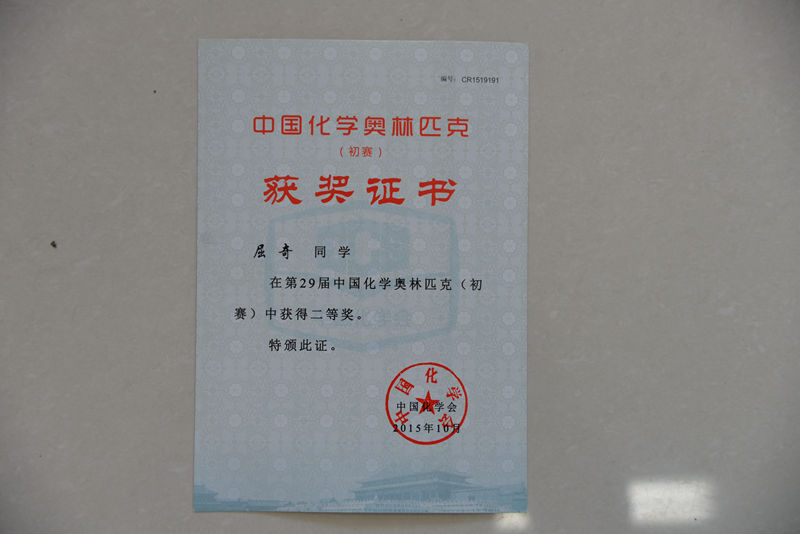 编号： CR1519191
中国化学奥林匹克
（初赛）
获奖证书
屈奇 同学
在第29届中国化学奥林匹克（初
赛）中获得二等奖。
特颁此证。
中国化学会
中国化学会
2015年10月